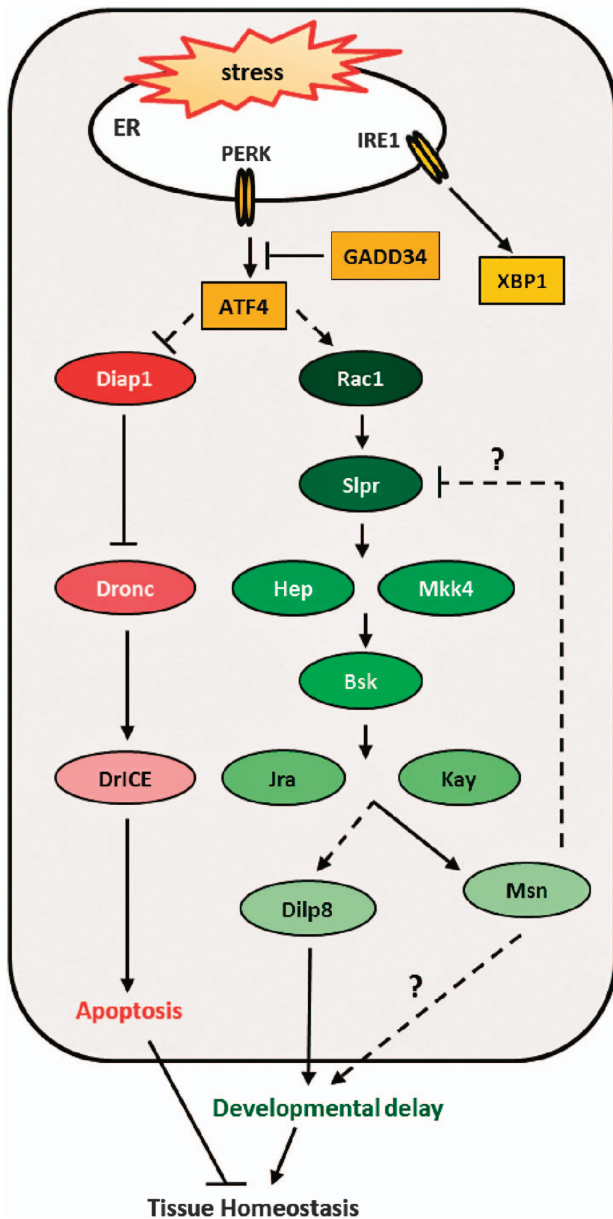 stress
ER
PERK
IRE1
GADD34
XBP1
ATF4
Diap1
Rac1
Slpr
?
Dronc
Hep
Mkk4
Bsk
DrICE
Jra
Kay
Dilp8
Msn
?
Apoptosis
Developmental delay
Tissue Homeostasis